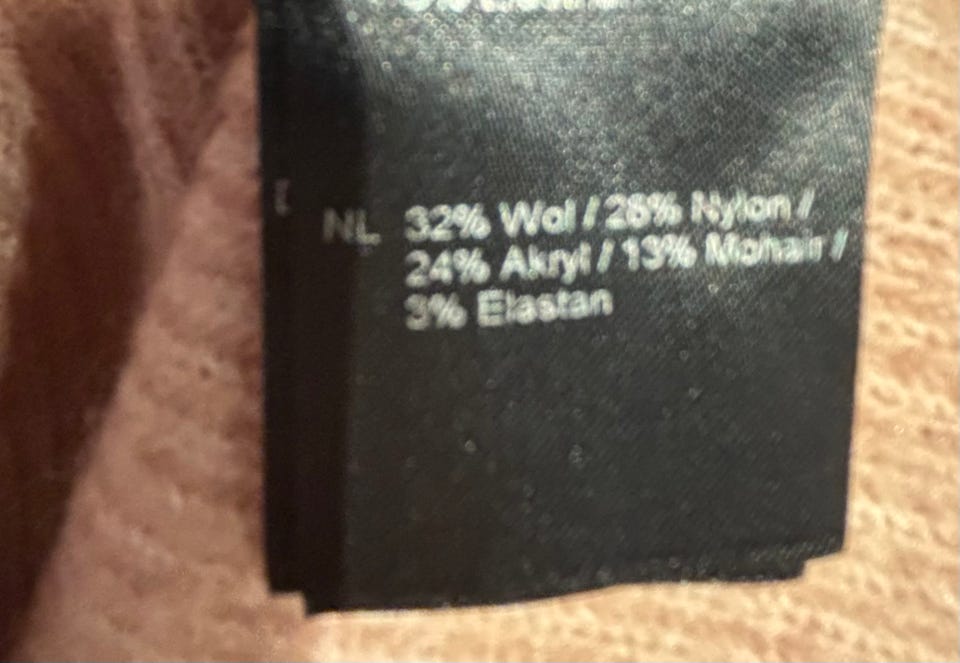 NL 32% Wol / 28% Nylon /
24% Akryl / 13% Mohair /
3% Elastan